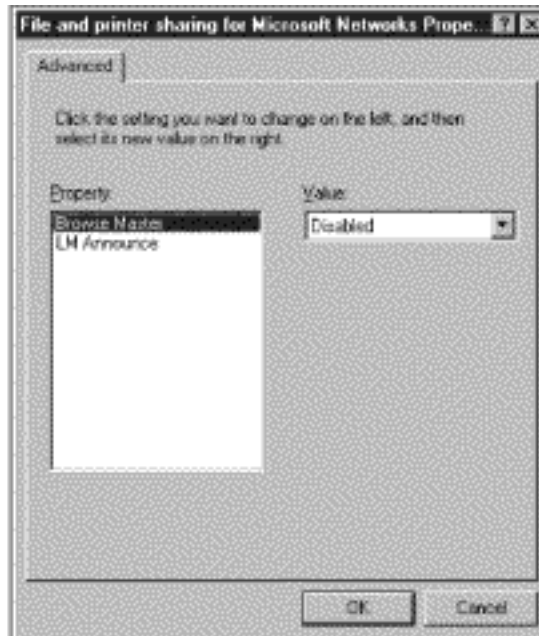 File and printer sharing for Microsoft Networks Prope...
Advanced
Click the setting you want to change on the left, and then
select its new value on the right.
Property:
Value:
Browse Master
Disabled
LM Announce
OK
Cancel